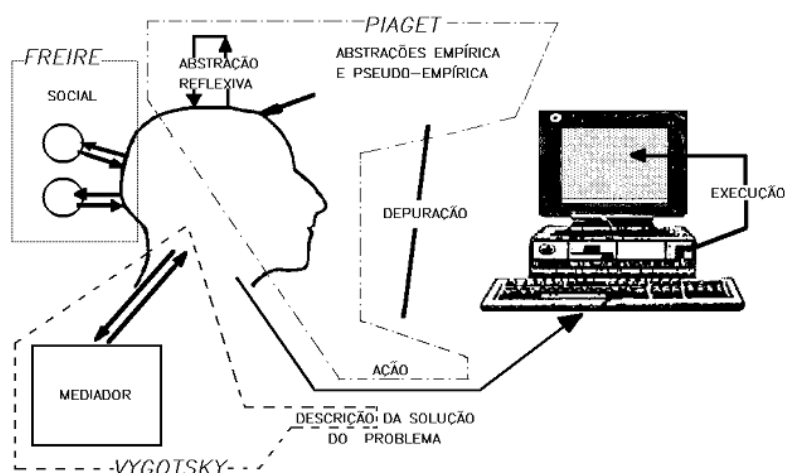 PIAGET
FREIRE
SOCIAL
ABSTRAÇÃO
REFLEXIVA
ABSTRAÇÕES EMPÍRICA
E PSEUDO-EMPÍRICA
DEPURAÇÃO
EXECUÇÃO
AÇÃO
MEDIADOR
DESCRIÇÃO DA SOLUÇÃO
DO PROBLEMA
VYGOTSKY